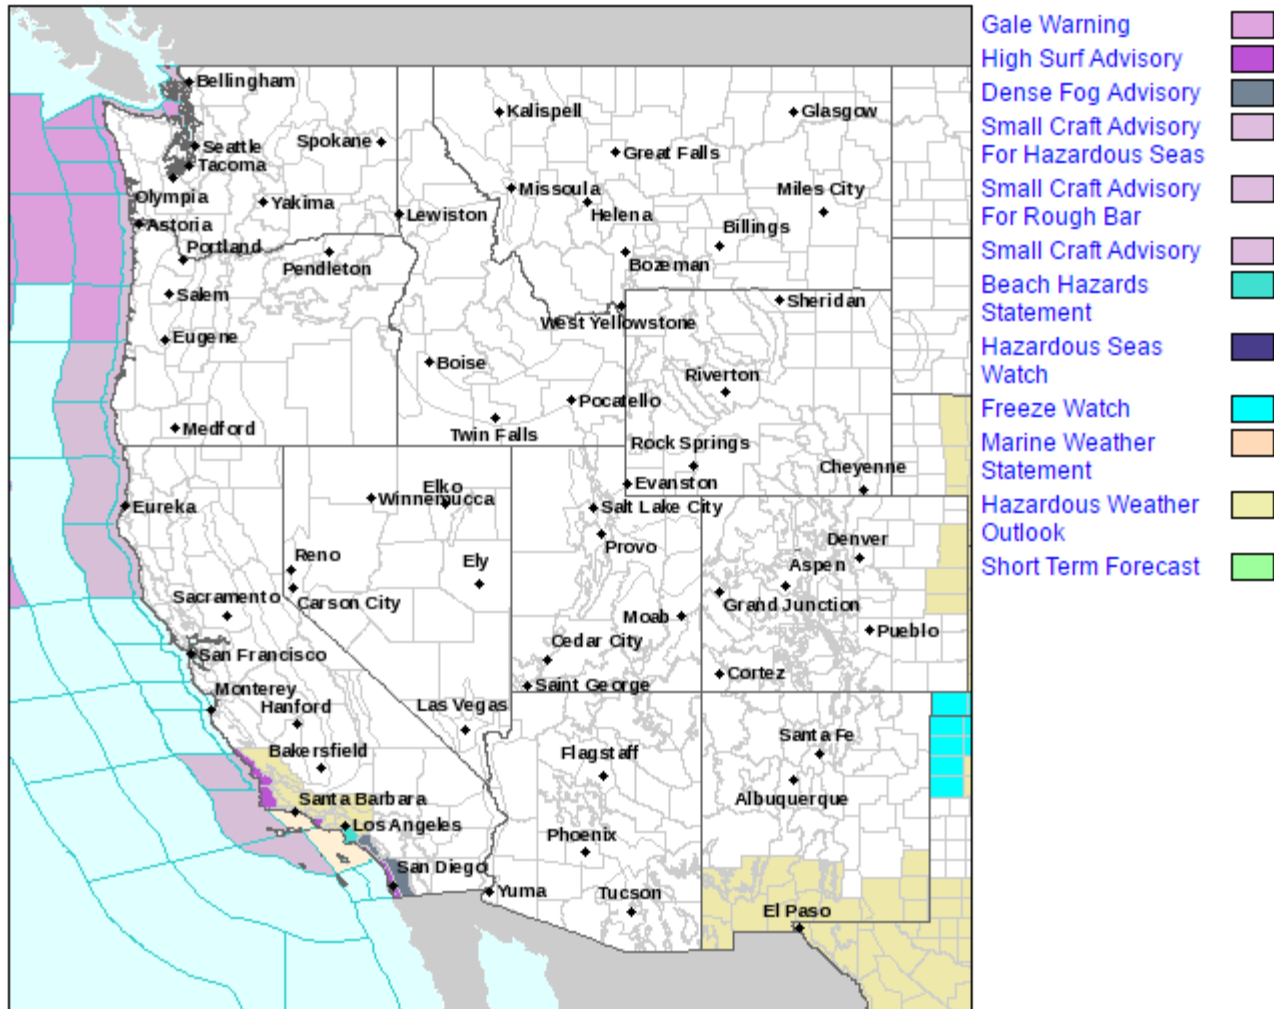 Bellingham
Kalispell
Glasgow
Spokane
Seattle
Great Falls
Tacoma
Missoula
Miles City
Olympia
Yakima
Lewiston
Helena
Astoria
Billings
Portland
Pendleton
Bozeman
Salem
Sheridan
West Yellowstone
Eugene
Boise
Riverton
Pocatello
Medford
Twin Falls
Rock Springs
Cheyenne
Elko
Evanston
Winnemucca
Eureka
Salt Lake City
Denver
Provo
Reno
Ely
Aspen
Sacramento
Carson City
Grand Junction
Moab
Pueblo
Cedar City
San Francisco
Cortez
Monterey
Saint George
Hanford
Las Vegas
Santa Fe
Bakersfield
Flagstaff
Santa Barbara
Albuquerque
Los Angeles
Phoenix
San Diego
Yuma
Tucson
El Paso
Gale Warning
High Surf Advisory
Dense Fog Advisory
Small Craft Advisory
For Hazardous Seas
Small Craft Advisory
For Rough Bar
Small Craft Advisory
Beach Hazards
Statement
Hazardous Seas
Watch
Freeze Watch
Marine Weather
Statement
Hazardous Weather
Outlook
Short Term Forecast